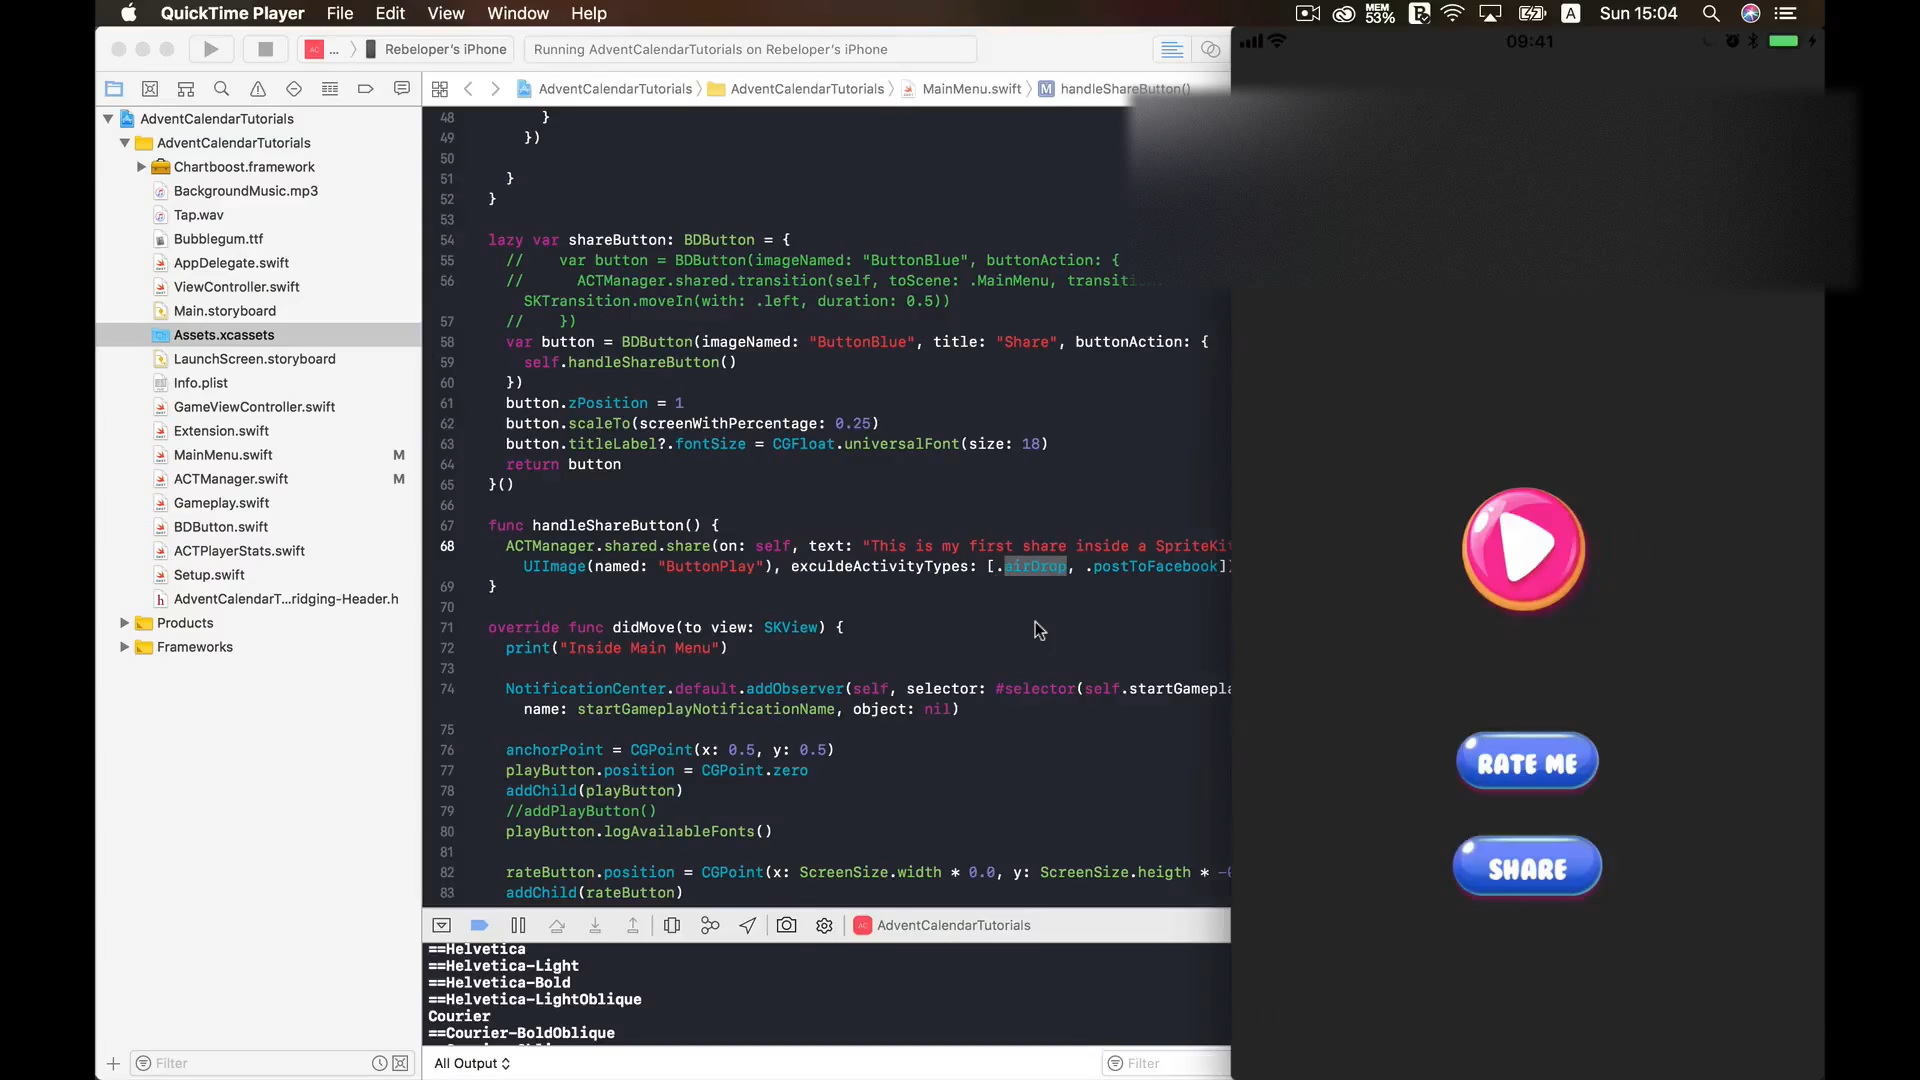 QuickTime Player File Edit View Window Help
MEM 53% A Sun 15:04
AC ... Rebeloper's iPhone Running AdventCalendarTutorials on Rebeloper's iPhone
09:41
AdventCalendarTutorials AdventCalendarTutorials MainMenu.swift M handleShareButton()
AdventCalendarTutorials
AdventCalendarTutorials
Chartboost.framework
BackgroundMusic.mp3
Tap.wav
Bubblegum.ttf
AppDelegate.swift
ViewController.swift
Main.storyboard
Assets.xcassets
LaunchScreen.storyboard
Info.plist
GameViewController.swift
Extension.swift
MainMenu.swift M
ACTManager.swift M
Gameplay.swift
BDButton.swift
ACTPlayerStats.swift
Setup.swift
h AdventCalendarT...ridging-Header.h
Products
Frameworks
Filter
48 }
49 })
50
51 }
52 }
53
54 lazy var shareButton: BDButton = {
55 // var button = BDButton(imageNamed: "ButtonBlue", buttonAction: {
56 // ACTManager.shared.transition(self, toScene: .MainMenu, transiti
SKTransition.moveIn(with: .left, duration: 0.5))
57 // })
58 var button = BDButton(imageNamed: "ButtonBlue", title: "Share", buttonAction: {
59 self.handleShareButton()
60 })
61 button.zPosition = 1
62 button.scaleTo(screenWithPercentage: 0.25)
63 button.titleLabel?.fontSize = CGFloat.universalFont(size: 18)
64 return button
65 }()
66
67 func handleShareButton() {
68 ACTManager.shared.share(on: self, text: "This is my first share inside a SpriteKit
UIImage(named: "ButtonPlay"), exculdeActivityTypes: [.airDrop, .postToFacebook])
69 }
70
71 override func didMove(to view: SKView) {
72 print("Inside Main Menu")
73
74 NotificationCenter.default.addObserver(self, selector: #selector(self.startGamepla
name: startGameplayNotificationName, object: nil)
75
76 anchorPoint = CGPoint(x: 0.5, y: 0.5)
77 playButton.position = CGPoint.zero
78 addChild(playButton)
79 //addPlayButton()
80 playButton.logAvailableFonts()
81
82 rateButton.position = CGPoint(x: ScreenSize.width * 0.0, y: ScreenSize.heigth * -0
83 addChild(rateButton)
AC AdventCalendarTutorials
==Helvetica
==Helvetica-Light
==Helvetica-Bold
==Helvetica-LightOblique
Courier
==Courier-BoldOblique
All Output Filter
RATE ME
SHARE